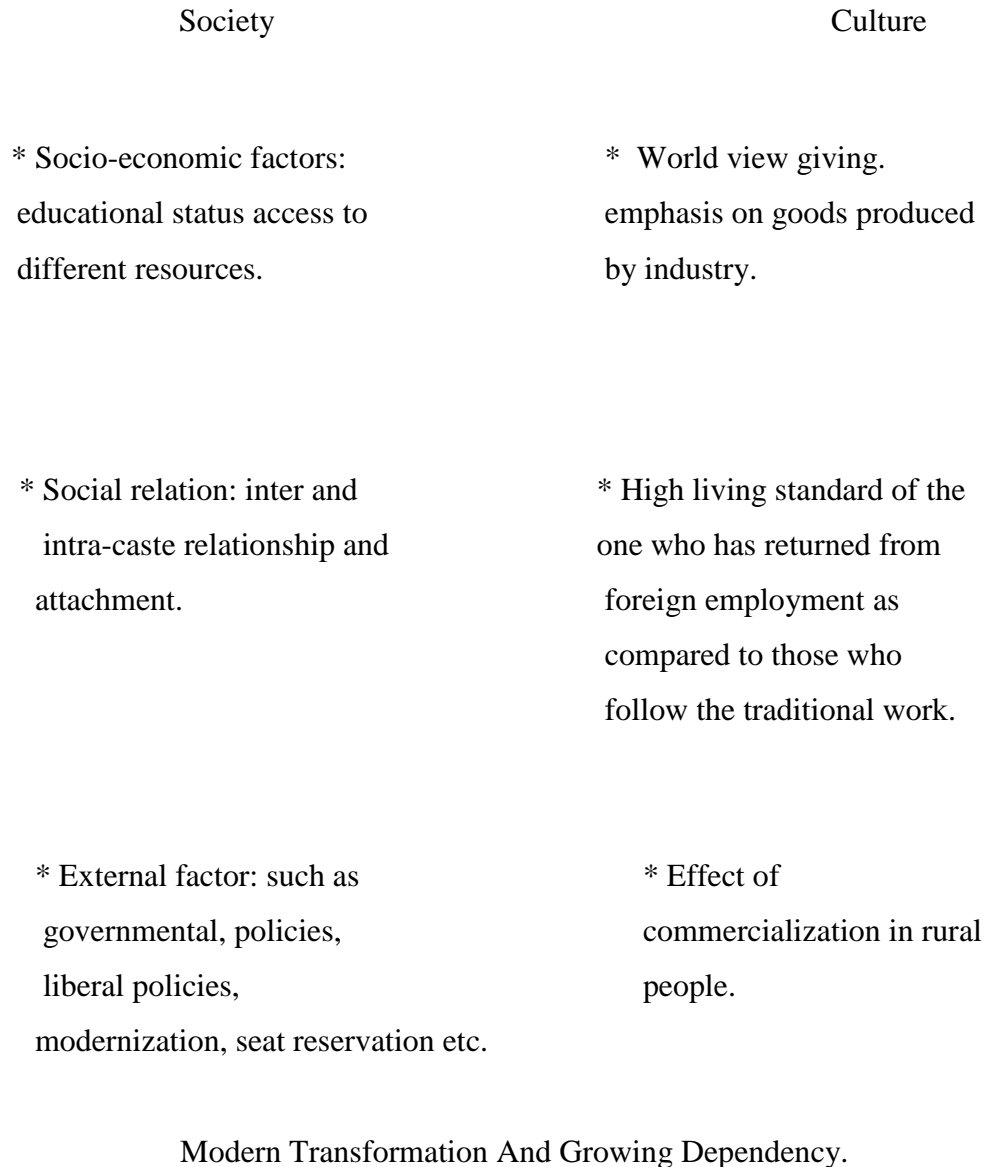 Society
Culture
* Socio-economic factors:
educational status access to
different resources.
* World view giving.
emphasis on goods produced
by industry.
* Social relation: inter and
intra-caste relationship and
attachment.
* High living standard of the
one who has returned from
foreign employment as
compared to those who
follow the traditional work.
* External factor: such as
governmental, policies,
liberal policies,
modernization, seat reservation etc.
* Effect of
commercialization in rural
people.
Modern Transformation And Growing Dependency.